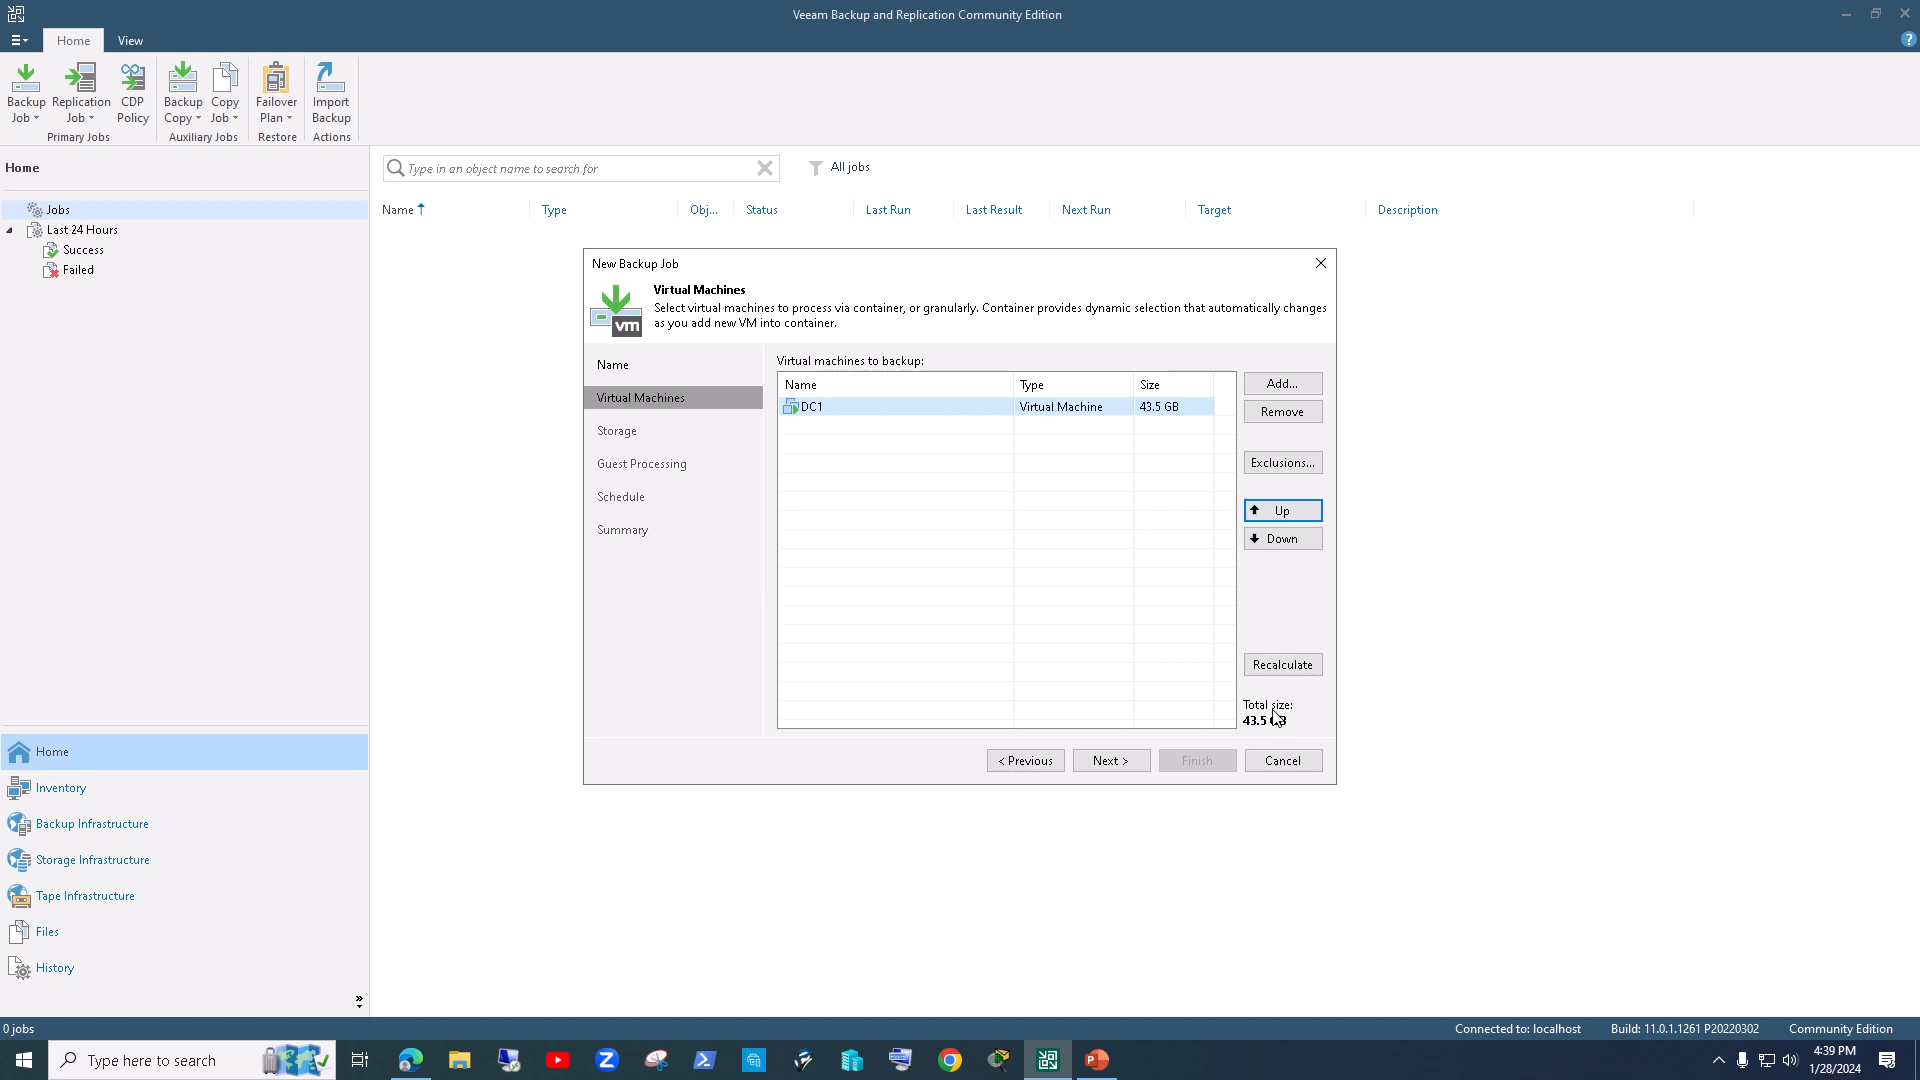 Veeam Backup and Replication Community Edition
Home
View
Backup Job
Replication Job
CDP Policy
Backup Copy
Copy Job
Failover Plan
Import Backup
Primary Jobs
Auxiliary Jobs
Restore
Actions
Home
Type in an object name to search for
All jobs
Jobs
Last 24 Hours
Success
Failed
Name
Type
Obj...
Status
Last Run
Last Result
Next Run
Target
Description
New Backup Job
Virtual Machines
Select virtual machines to process via container, or granularly. Container provides dynamic selection that automatically changes
as you add new VM into container.
vm
Name
Virtual Machines
Storage
Guest Processing
Schedule
Summary
Virtual machines to backup:
Name Type Size
DC1 Virtual Machine 43.5 GB
Add...
Remove
Exclusions...
Up
Down
Recalculate
Total size:
43.5 GB
< Previous
Next >
Finish
Cancel
Home
Inventory
Backup Infrastructure
Storage Infrastructure
Tape Infrastructure
Files
History
0 jobs
Connected to: localhost
Build: 11.0.1.1261 P20220302
Community Edition
Type here to search
4:39 PM
1/28/2024